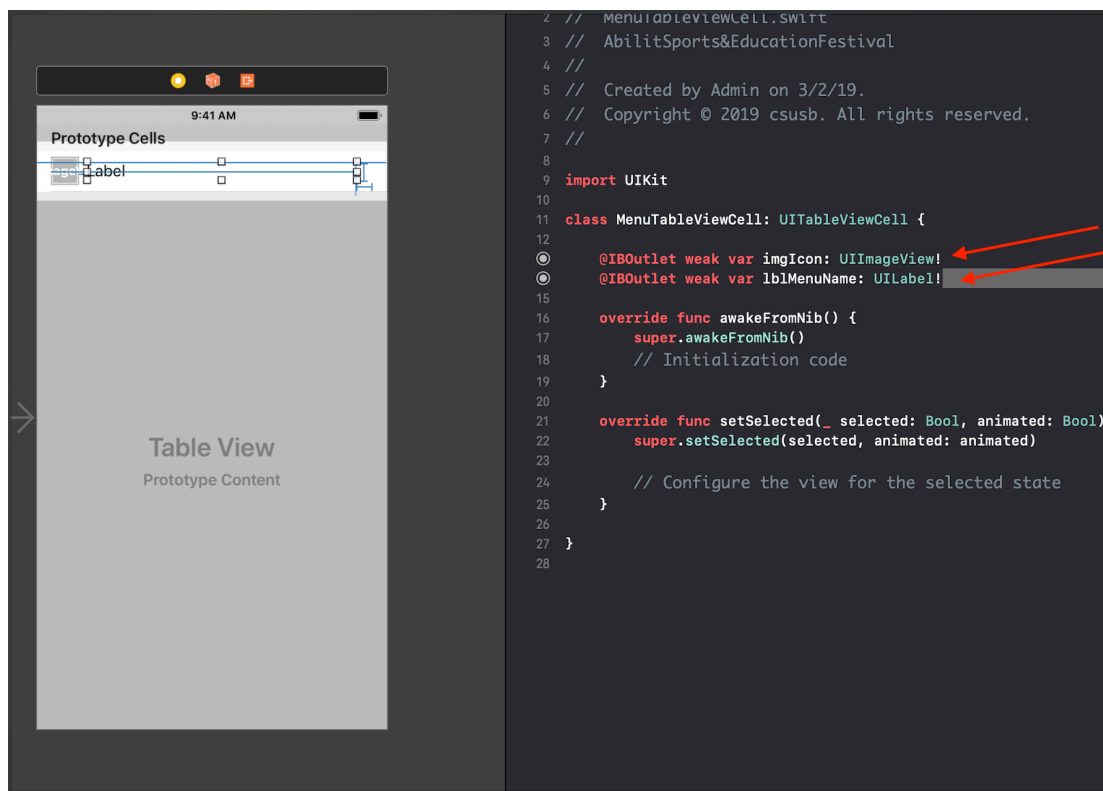 9:41 AM
Prototype Cells
Label
Table View
Prototype Content
2 // MenuTableViewCell.swift
3 // AbilitSports&EducationFestival
4 //
5 // Created by Admin on 3/2/19.
6 // Copyright © 2019 csusb. All rights reserved.
7 //
8
9 import UIKit
10
11 class MenuTableViewCell: UITableViewCell {
12
@IBOutlet weak var imgIcon: UIImageView!
@IBOutlet weak var lblMenuName: UILabel!
15
16 override func awakeFromNib() {
17 super.awakeFromNib()
18 // Initialization code
19 }
20
21 override func setSelected(_ selected: Bool, animated: Bool)
22 super.setSelected(selected, animated: animated)
23
24 // Configure the view for the selected state
25 }
26
27 }
28